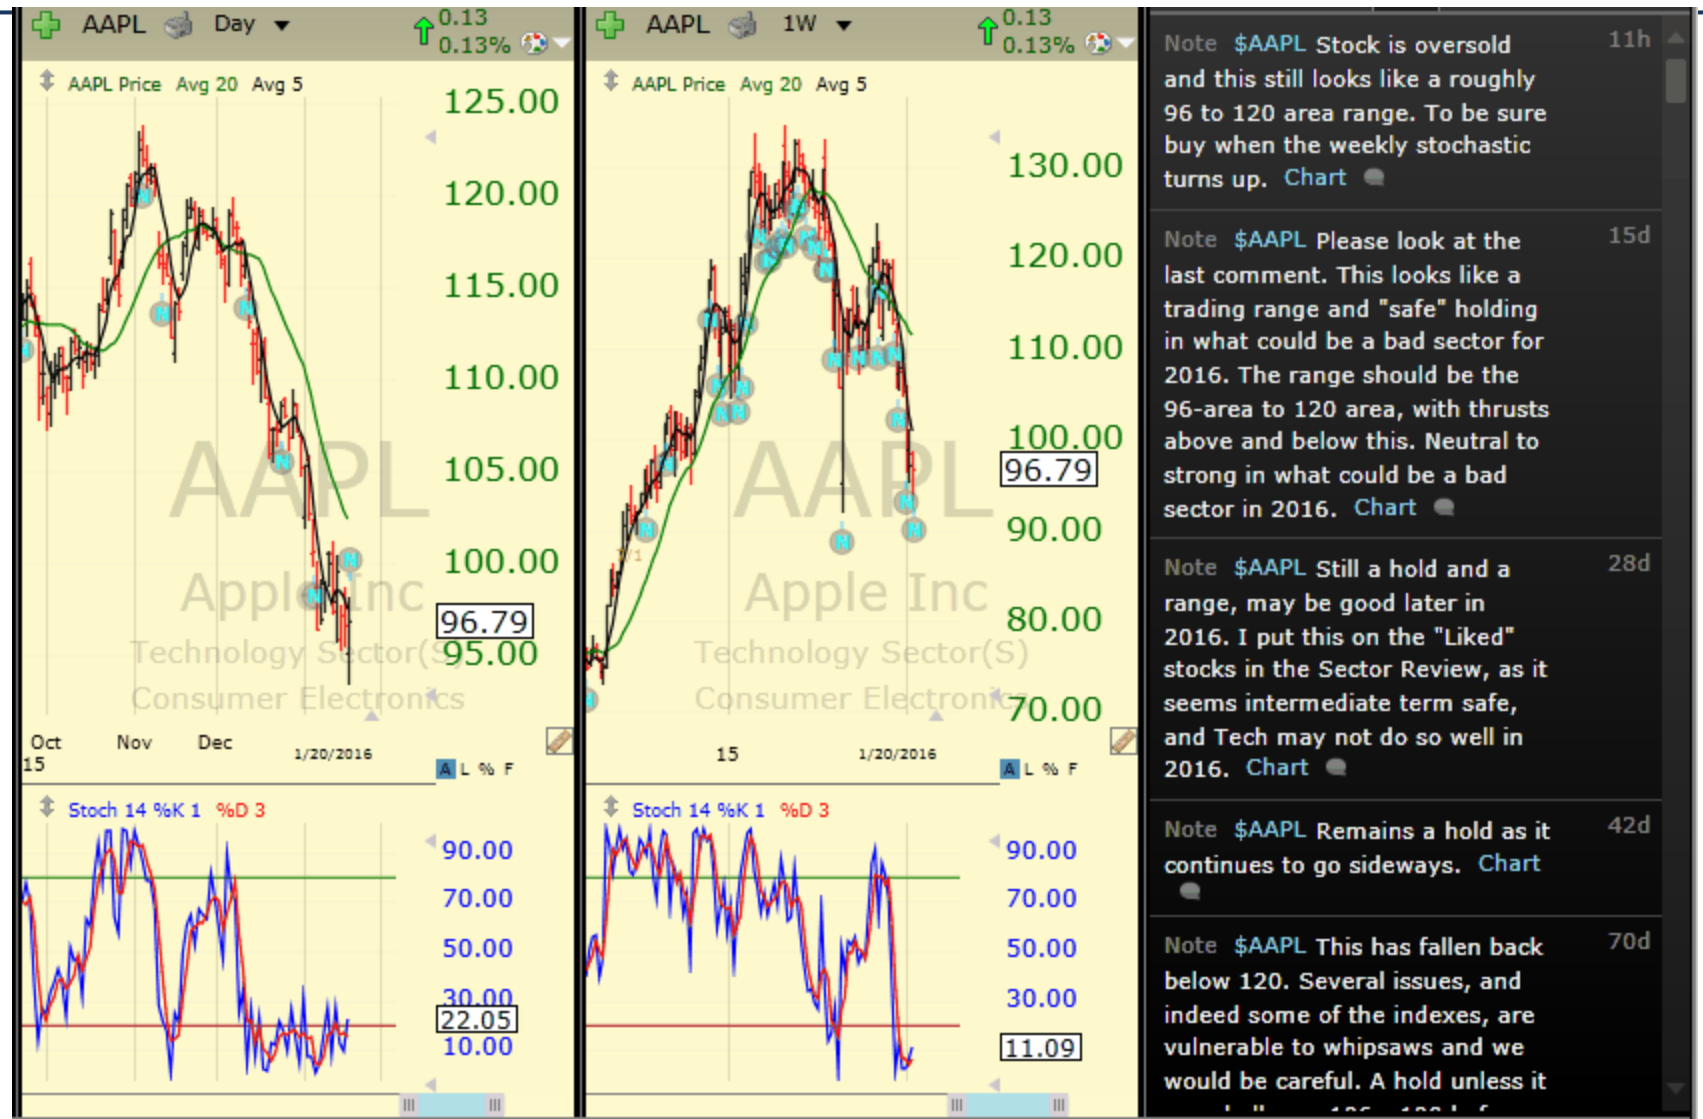 AAPL Day 0.13
0.13%
AAPL Price Avg 20 Avg 5
125.00
120.00
115.00
110.00
105.00
100.00
96.79
95.00
AAPL
Apple Inc
Technology Sector(S)
Consumer Electronics
Oct Nov Dec 1/20/2016
15
A L % F
Stoch 14 %K 1 %D 3
90.00
70.00
50.00
30.00
22.05
10.00
AAPL 1W 0.13
0.13%
AAPL Price Avg 20 Avg 5
130.00
120.00
110.00
100.00
96.79
90.00
80.00
70.00
AAPL
Apple Inc
Technology Sector(S)
Consumer Electronics
15 1/20/2016
A L % F
Stoch 14 %K 1 %D 3
90.00
70.00
50.00
30.00
11.09
Note $AAPL Stock is oversold 11h
and this still looks like a roughly
96 to 120 area range. To be sure
buy when the weekly stochastic
turns up. Chart
Note $AAPL Please look at the 15d
last comment. This looks like a
trading range and "safe" holding
in what could be a bad sector for
2016. The range should be the
96-area to 120 area, with thrusts
above and below this. Neutral to
strong in what could be a bad
sector in 2016. Chart
Note $AAPL Still a hold and a 28d
range, may be good later in
2016. I put this on the "Liked"
stocks in the Sector Review, as it
seems intermediate term safe,
and Tech may not do so well in
2016. Chart
Note $AAPL Remains a hold as it 42d
continues to go sideways. Chart
Note $AAPL This has fallen back 70d
below 120. Several issues, and
indeed some of the indexes, are
vulnerable to whipsaws and we
would be careful. A hold unless it